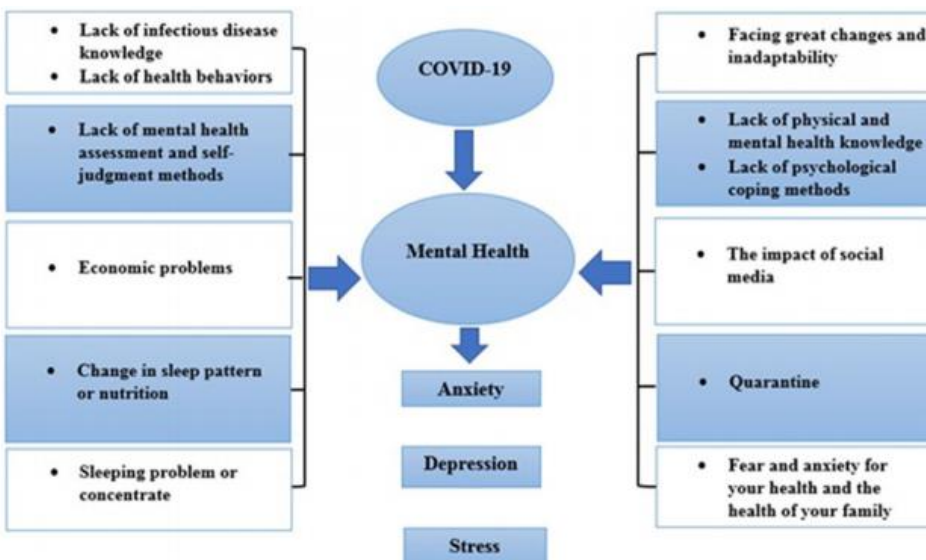 • Lack of infectious disease
knowledge
• Lack of health behaviors
• Lack of mental health
assessment and self-
judgment methods
• Economic problems
• Change in sleep pattern
or nutrition
• Sleeping problem or
concentrate
COVID-19
Mental Health
Anxiety
Depression
Stress
• Facing great changes and
inadaptability
• Lack of physical and
mental health knowledge
• Lack of psychological
coping methods
• The impact of social
media
• Quarantine
• Fear and anxiety for
your health and the
health of your family